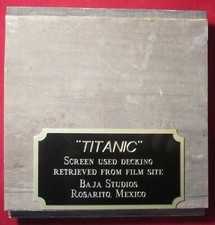 "TITANIC"
Screen used decking
retrieved from film site
Baja Studios
Rosarito, Mexico